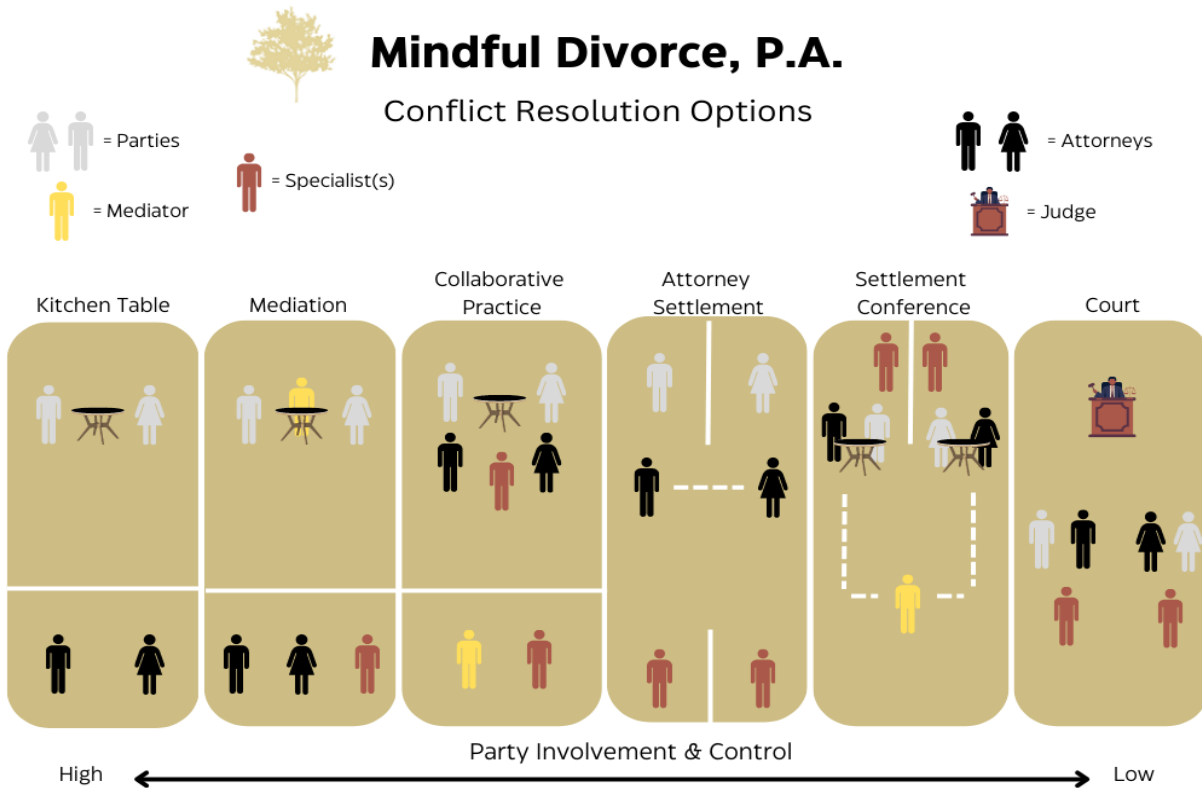 Mindful Divorce, P.A.
Conflict Resolution Options
= Parties
= Mediator
= Specialist(s)
= Attorneys
= Judge
Kitchen Table
Mediation
Collaborative
Practice
Attorney
Settlement
Settlement
Conference
Court
Party Involvement & Control
High
Low